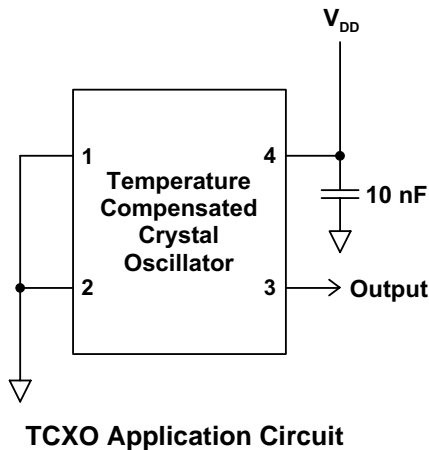 V_DD
1
4
Temperature
Compensated
Crystal
Oscillator
10 nF
2
3
Output
TCXO Application Circuit